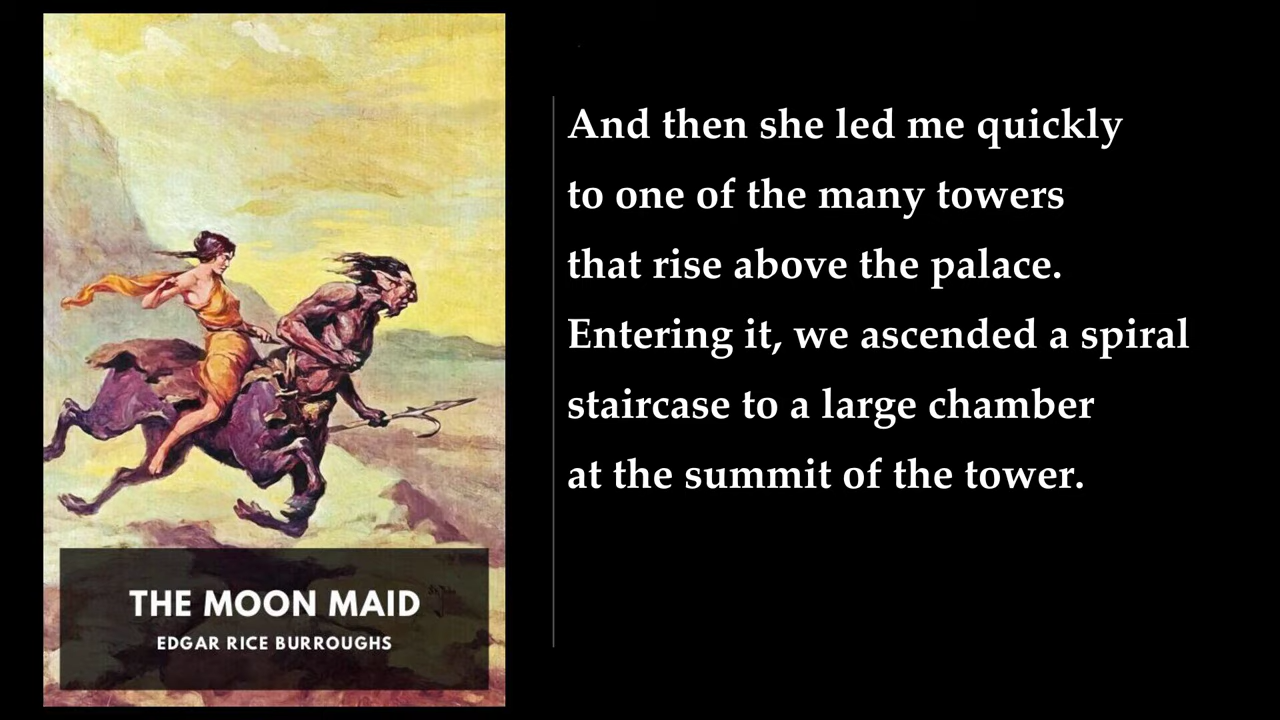 THE MOON MAID
EDGAR RICE BURROUGHS
And then she led me quickly
to one of the many towers
that rise above the palace.
Entering it, we ascended a spiral
staircase to a large chamber
at the summit of the tower.